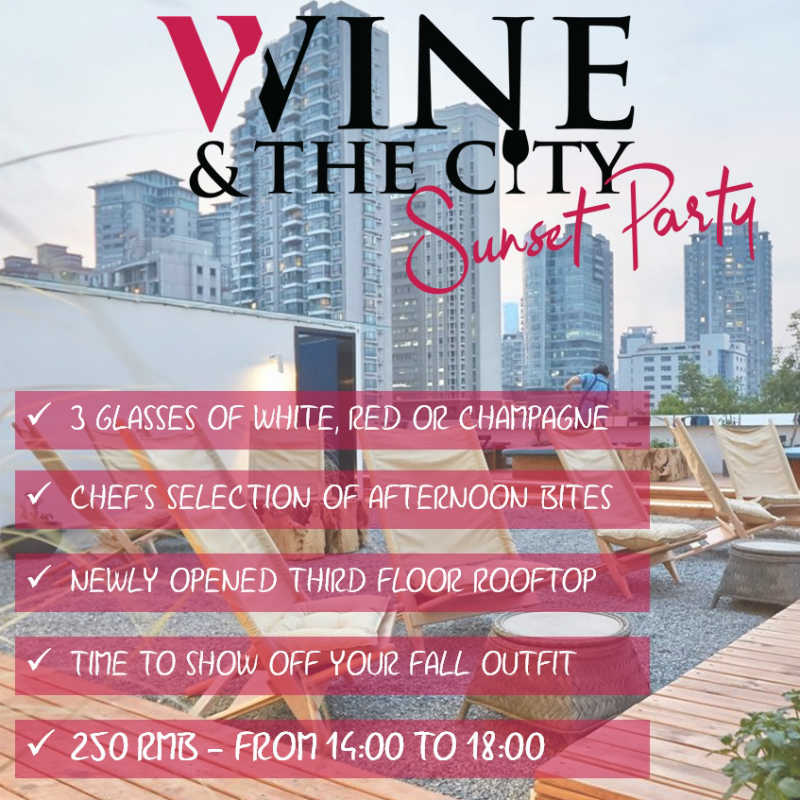 WINE
& THE CITY
Sunset Party
✓ 3 GLASSES OF WHITE, RED OR CHAMPAGNE
✓ CHEF'S SELECTION OF AFTERNOON BITES
✓ NEWLY OPENED THIRD FLOOR ROOFTOP
✓ TIME TO SHOW OFF YOUR FALL OUTFIT
✓ 250 RMB – FROM 14:00 TO 18:00